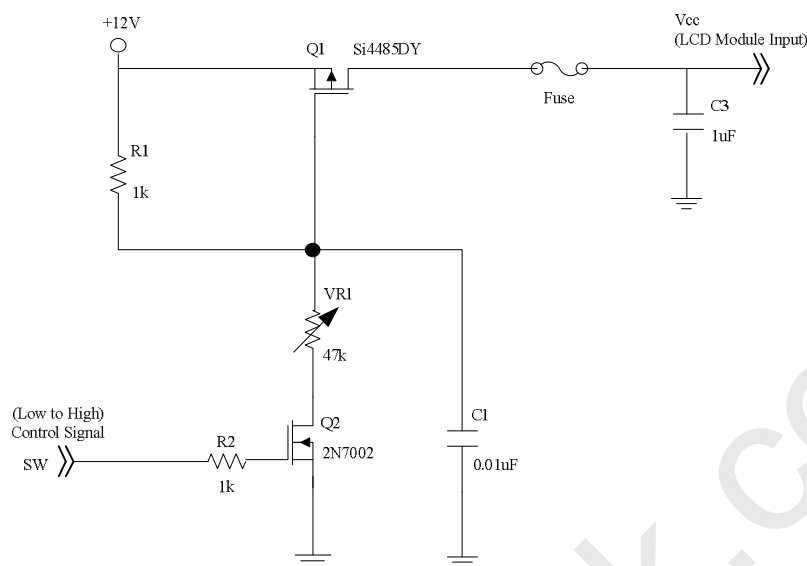 +12V
Q1
Si4485DY
Vcc
(LCD Module Input)
Fuse
C3
1uF
R1
1k
VR1
47k
(Low to High)
Control Signal
SW
R2
1k
Q2
2N7002
C1
0.01uF